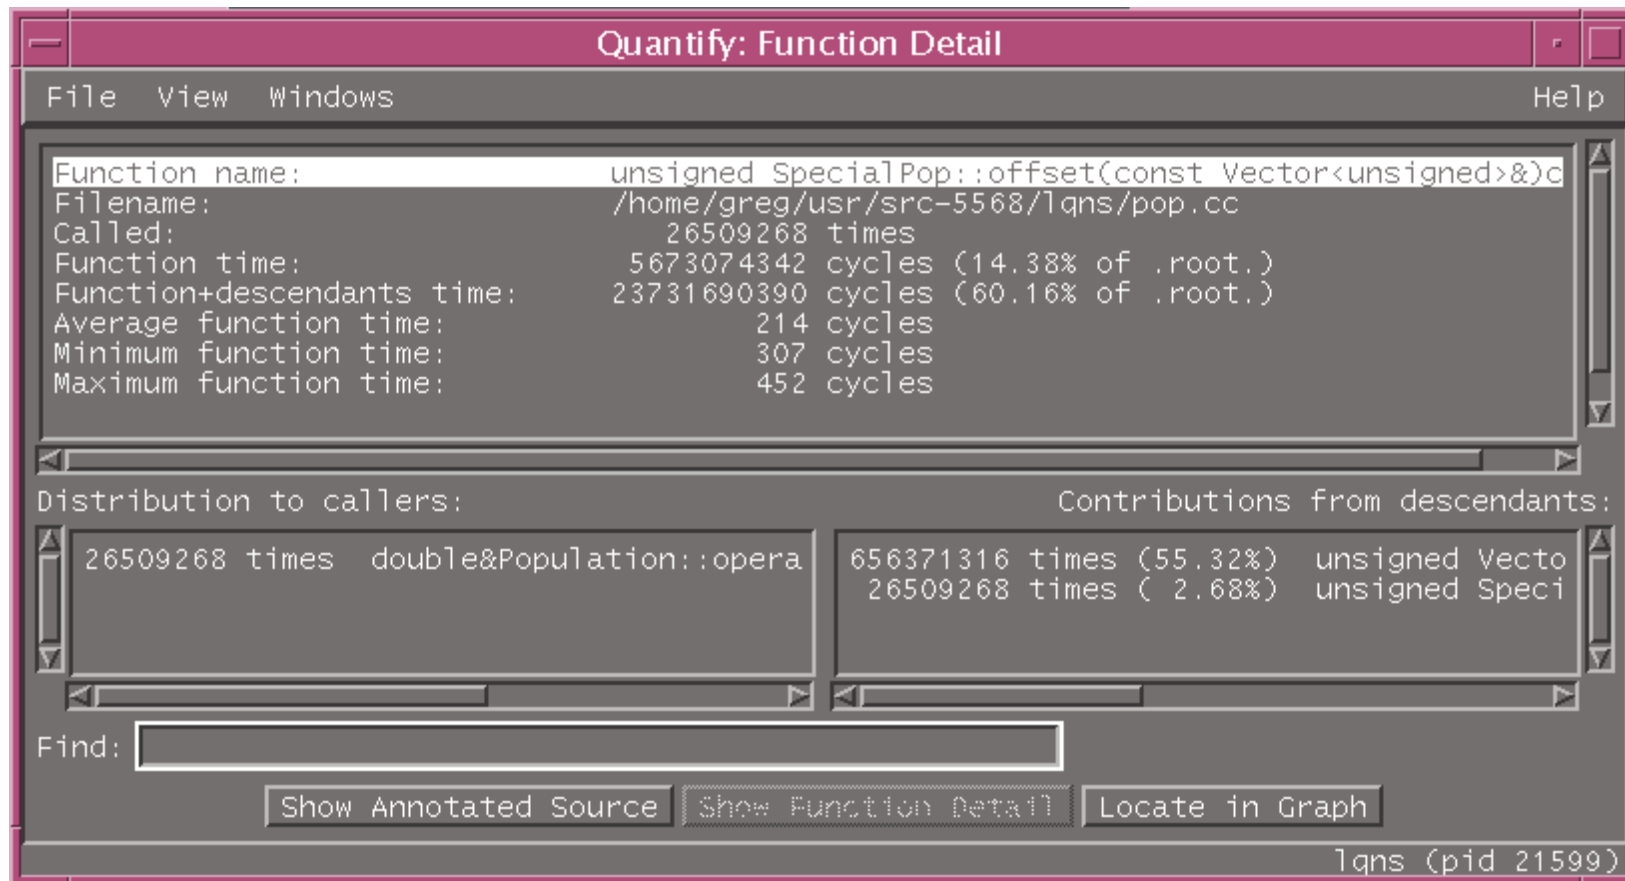 Quantify: Function Detail
File View Windows Help
Function name: unsigned SpecialPop::offset(const Vector<unsigned>&)c
Filename: /home/greg/usr/src-5568/lqns/pop.cc
Called: 26509268 times
Function time: 5673074342 cycles (14.38% of .root.)
Function+descendants time: 23731690390 cycles (60.16% of .root.)
Average function time: 214 cycles
Minimum function time: 307 cycles
Maximum function time: 452 cycles
Distribution to callers: Contributions from descendants:
26509268 times double&Population::opera 656371316 times (55.32%) unsigned Vecto
26509268 times ( 2.68%) unsigned Speci
Find:
Show Annotated Source Show Function Detail Locate in Graph
lqns (pid 21599)